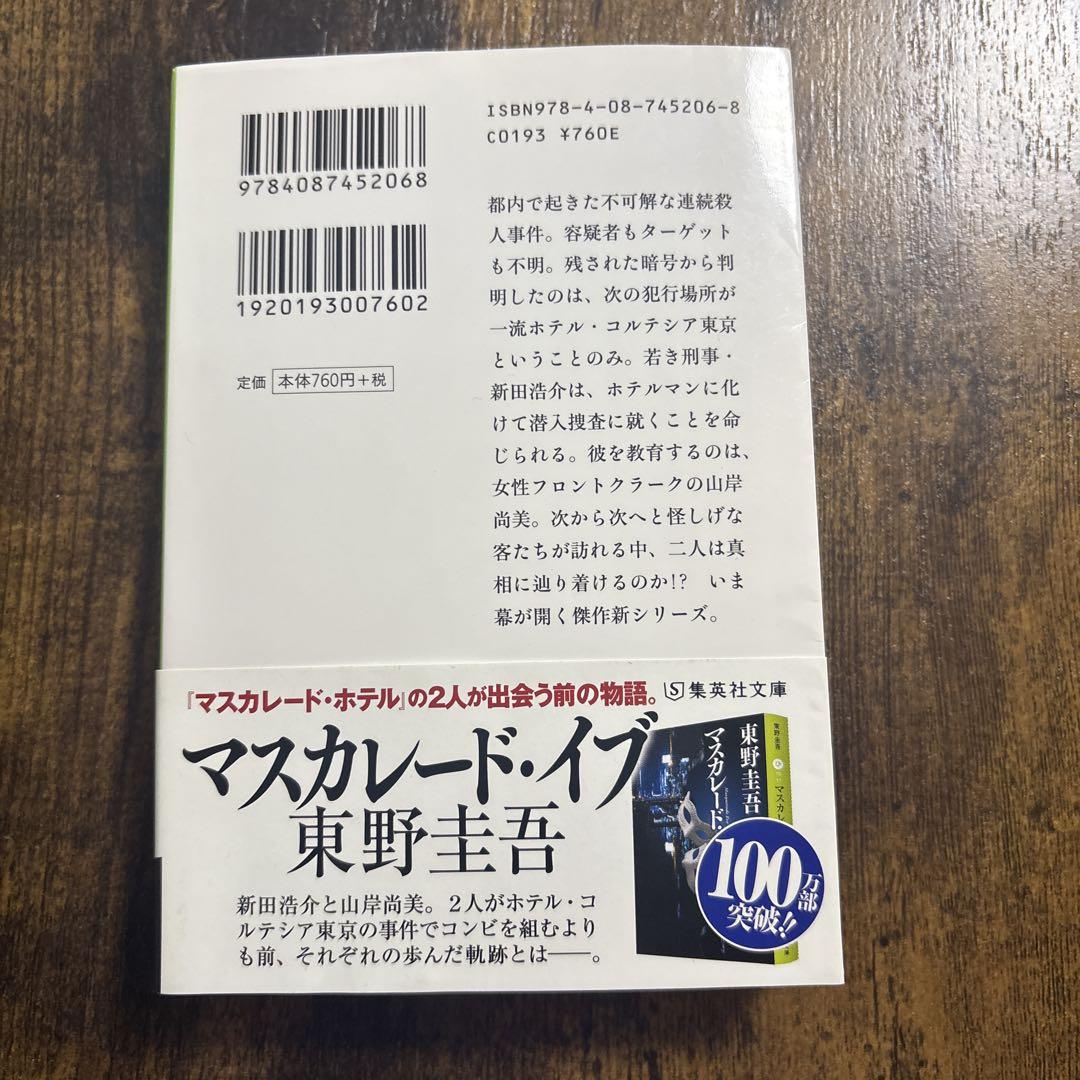 ISBN978-4-08-745206-8
C0193 ¥760E
9784087452068
1920193007602
定価 本体760円+税
都内で起きた不可解な連続殺
人事件。容疑者もターゲット
も不明。残された暗号から判
明したのは、次の犯行場所が
一流ホテル・コルテシア東京
ということのみ。若き刑事・
新田浩介は、ホテルマンに化
けて潜入捜査に就くことを命
じられる。彼を教育するのは、
女性フロントクラークの山岸
尚美。次から次へと怪しげな
客たちが訪れる中、二人は真
相に辿り着けるのか!? いま
幕が開く傑作新シリーズ。
『マスカレード・ホテル』の2人が出会う前の物語。
集英社文庫
マスカレード・イブ
東野圭吾
新田浩介と山岸尚美。2人がホテル・コ
ルテシア東京の事件でコンビを組むより
も前、それぞれの歩んだ軌跡とは――。
東野圭吾
マスカレード・
東野圭吾
ひ
マスカレ
100万部
突破!!